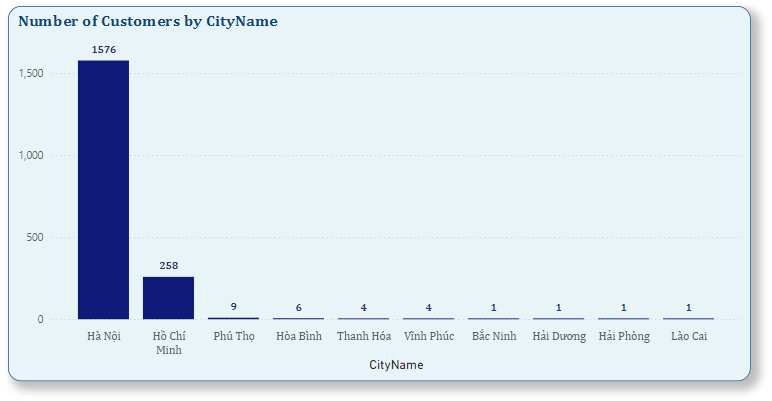 Number of Customers by CityName
1576
1,500
1,000
500
258
9
6
4
4
1
1
1
1
0
Hà Nội
Hồ Chí
Minh
Phú Thọ
Hòa Bình
Thanh Hóa
Vĩnh Phúc
Bắc Ninh
Hải Dương
Hải Phòng
Lào Cai
CityName